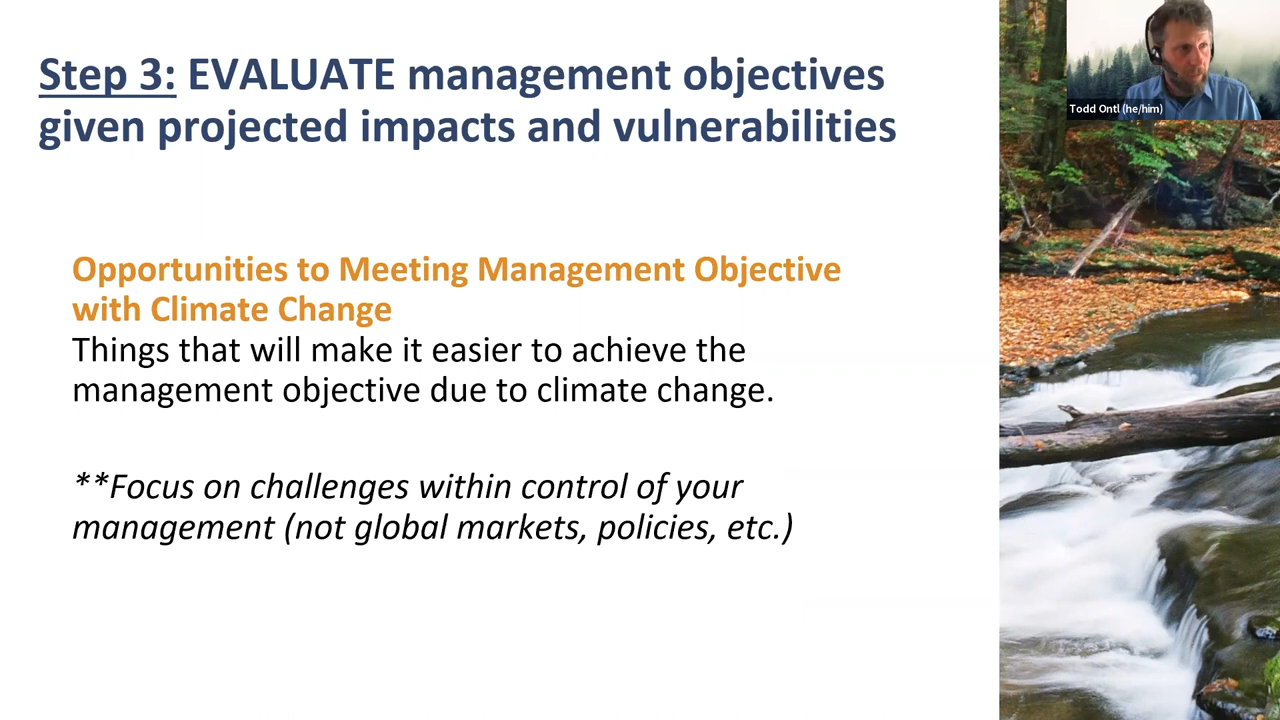 Step 3: EVALUATE management objectives
given projected impacts and vulnerabilities
Todd Ontl (he/him)
Opportunities to Meeting Management Objective
with Climate Change
Things that will make it easier to achieve the
management objective due to climate change.
**Focus on challenges within control of your
management (not global markets, policies, etc.)